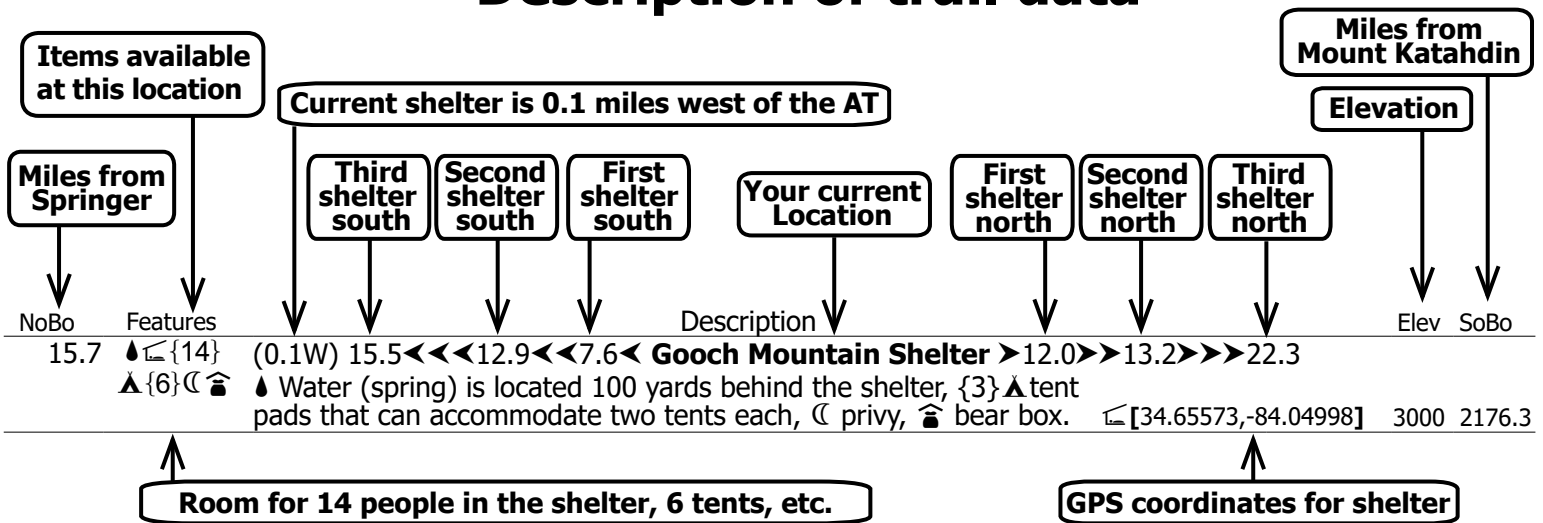 Description of trail data
Items available
at this location
Miles from
Mount Katahdin
Current shelter is 0.1 miles west of the AT
Elevation
Miles from
Springer
Third
shelter
south
Second
shelter
south
First
shelter
south
Your current
Location
First
shelter
north
Second
shelter
north
Third
shelter
north
NoBo Features Description Elev SoBo
15.7 {14} (0.1W) 15.5<<<12.9<<7.6< Gooch Mountain Shelter >12.0>>13.2>>>22.3
{6} Water (spring) is located 100 yards behind the shelter, {3} tent
pads that can accommodate two tents each, privy, bear box. [34.65573,-84.04998] 3000 2176.3
Room for 14 people in the shelter, 6 tents, etc.
GPS coordinates for shelter